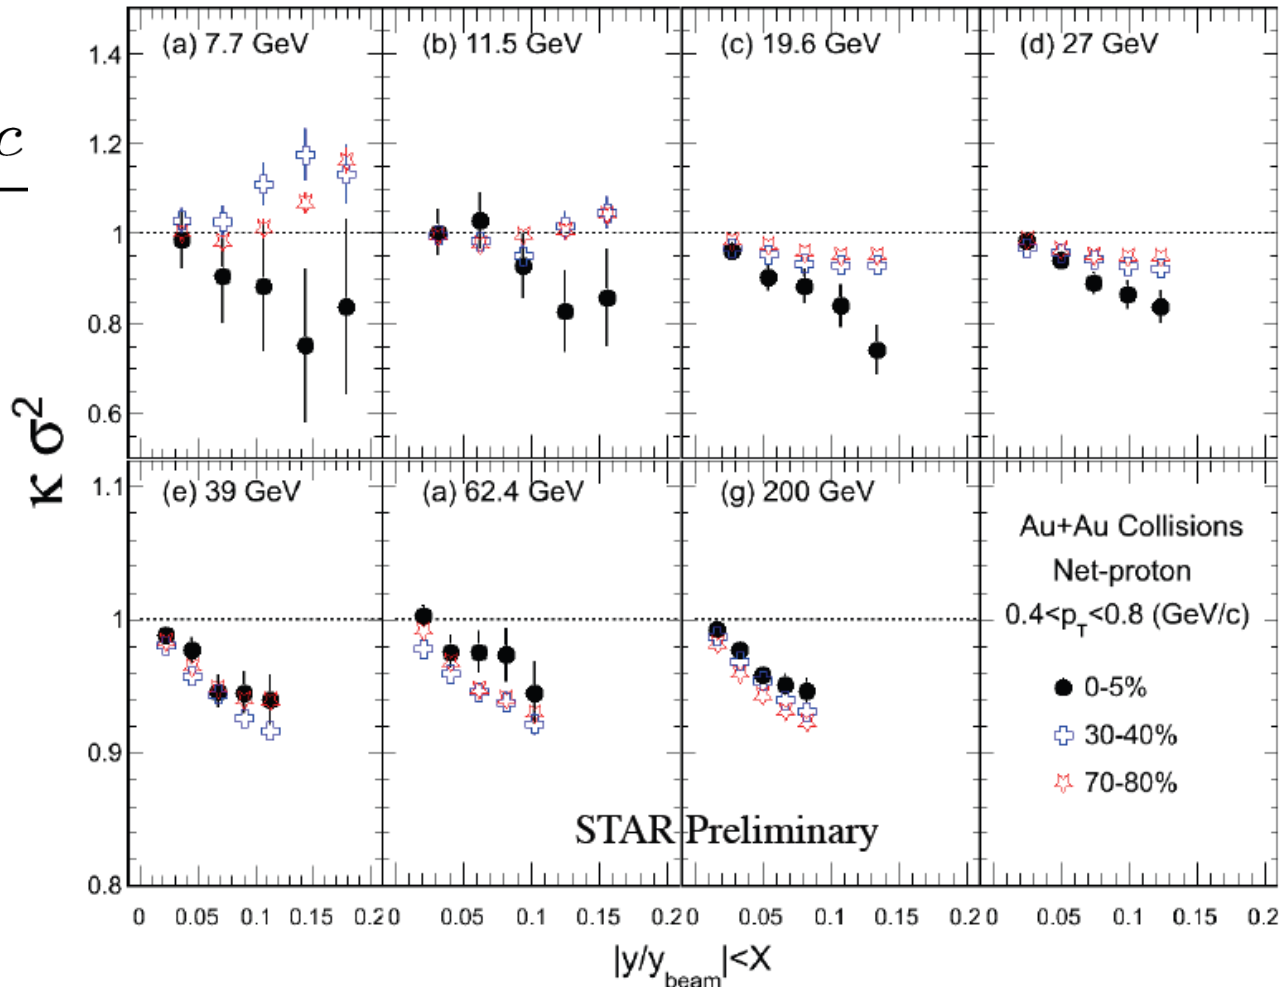 c
(a) 7.7 GeV
(b) 11.5 GeV
(c) 19.6 GeV
(d) 27 GeV
1.4
1.2
1
0.8
0.6
κ σ²
(e) 39 GeV
(a) 62.4 GeV
(g) 200 GeV
1.1
1
0.9
0.8
Au+Au Collisions
Net-proton
0.4<p_T<0.8 (GeV/c)
0-5%
30-40%
70-80%
STAR Preliminary
0 0.05 0.1 0.15 0.2 0 0.05 0.1 0.15 0.2 0 0.05 0.1 0.15 0.2 0 0.05 0.1 0.15 0.2
|y/y_beam|<X